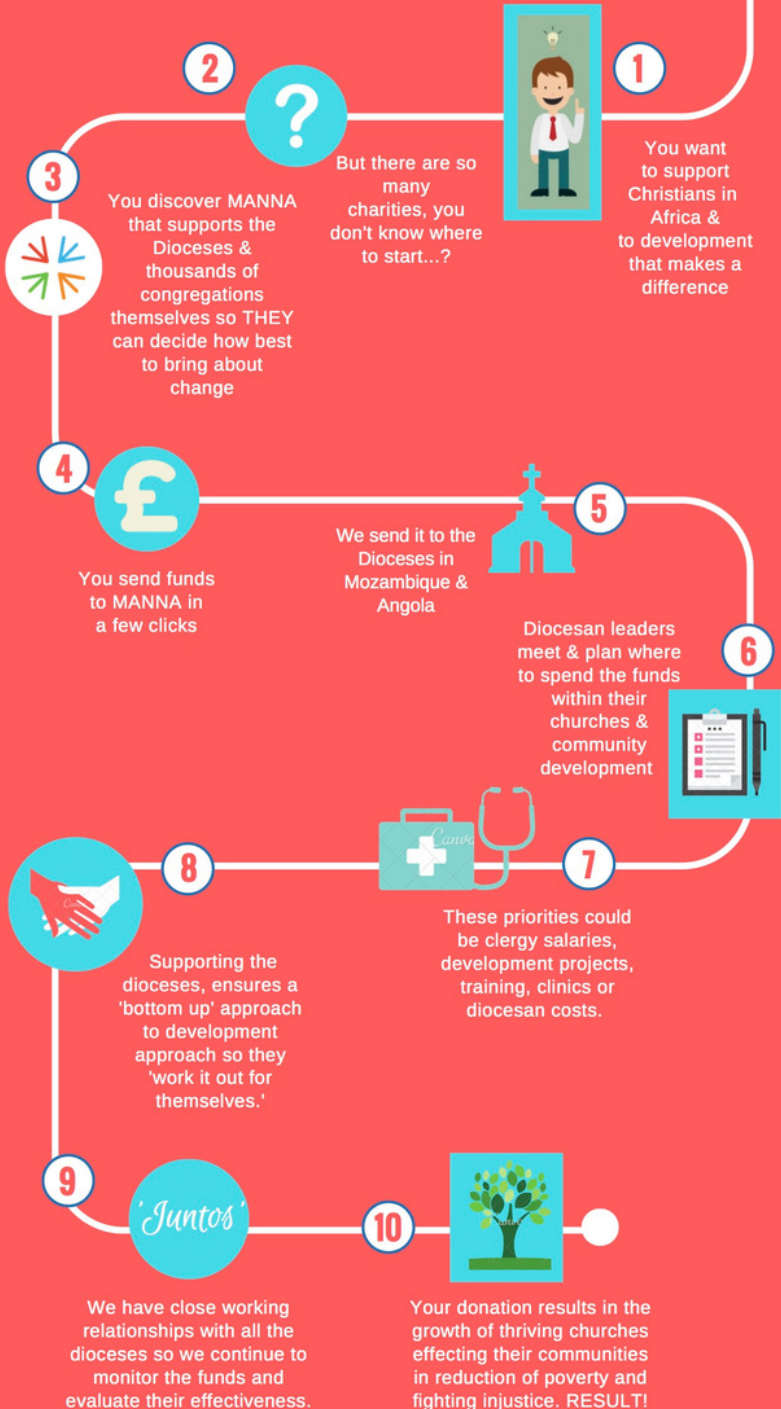 1
You want
to support
Christians in
Africa &
to development
that makes a
difference
2
?
But there are so
many
charities, you
don't know where
to start...?
3
You discover MANNA
that supports the
Dioceses &
thousands of
congregations
themselves so THEY
can decide how best
to bring about
change
4
£
You send funds
to MANNA in
a few clicks
5
We send it to the
Dioceses in
Mozambique &
Angola
6
Diocesan leaders
meet & plan where
to spend the funds
within their
churches &
community
development
7
Canva
These priorities could
be clergy salaries,
development projects,
training, clinics or
diocesan costs.
8
Supporting the
dioceses, ensures a
'bottom up' approach
to development
approach so they
'work it out for
themselves.'
9
'Juntos'
We have close working
relationships with all the
dioceses so we continue to
monitor the funds and
evaluate their effectiveness.
10
Canva
Your donation results in the
growth of thriving churches
effecting their communities
in reduction of poverty and
fighting injustice. RESULT!